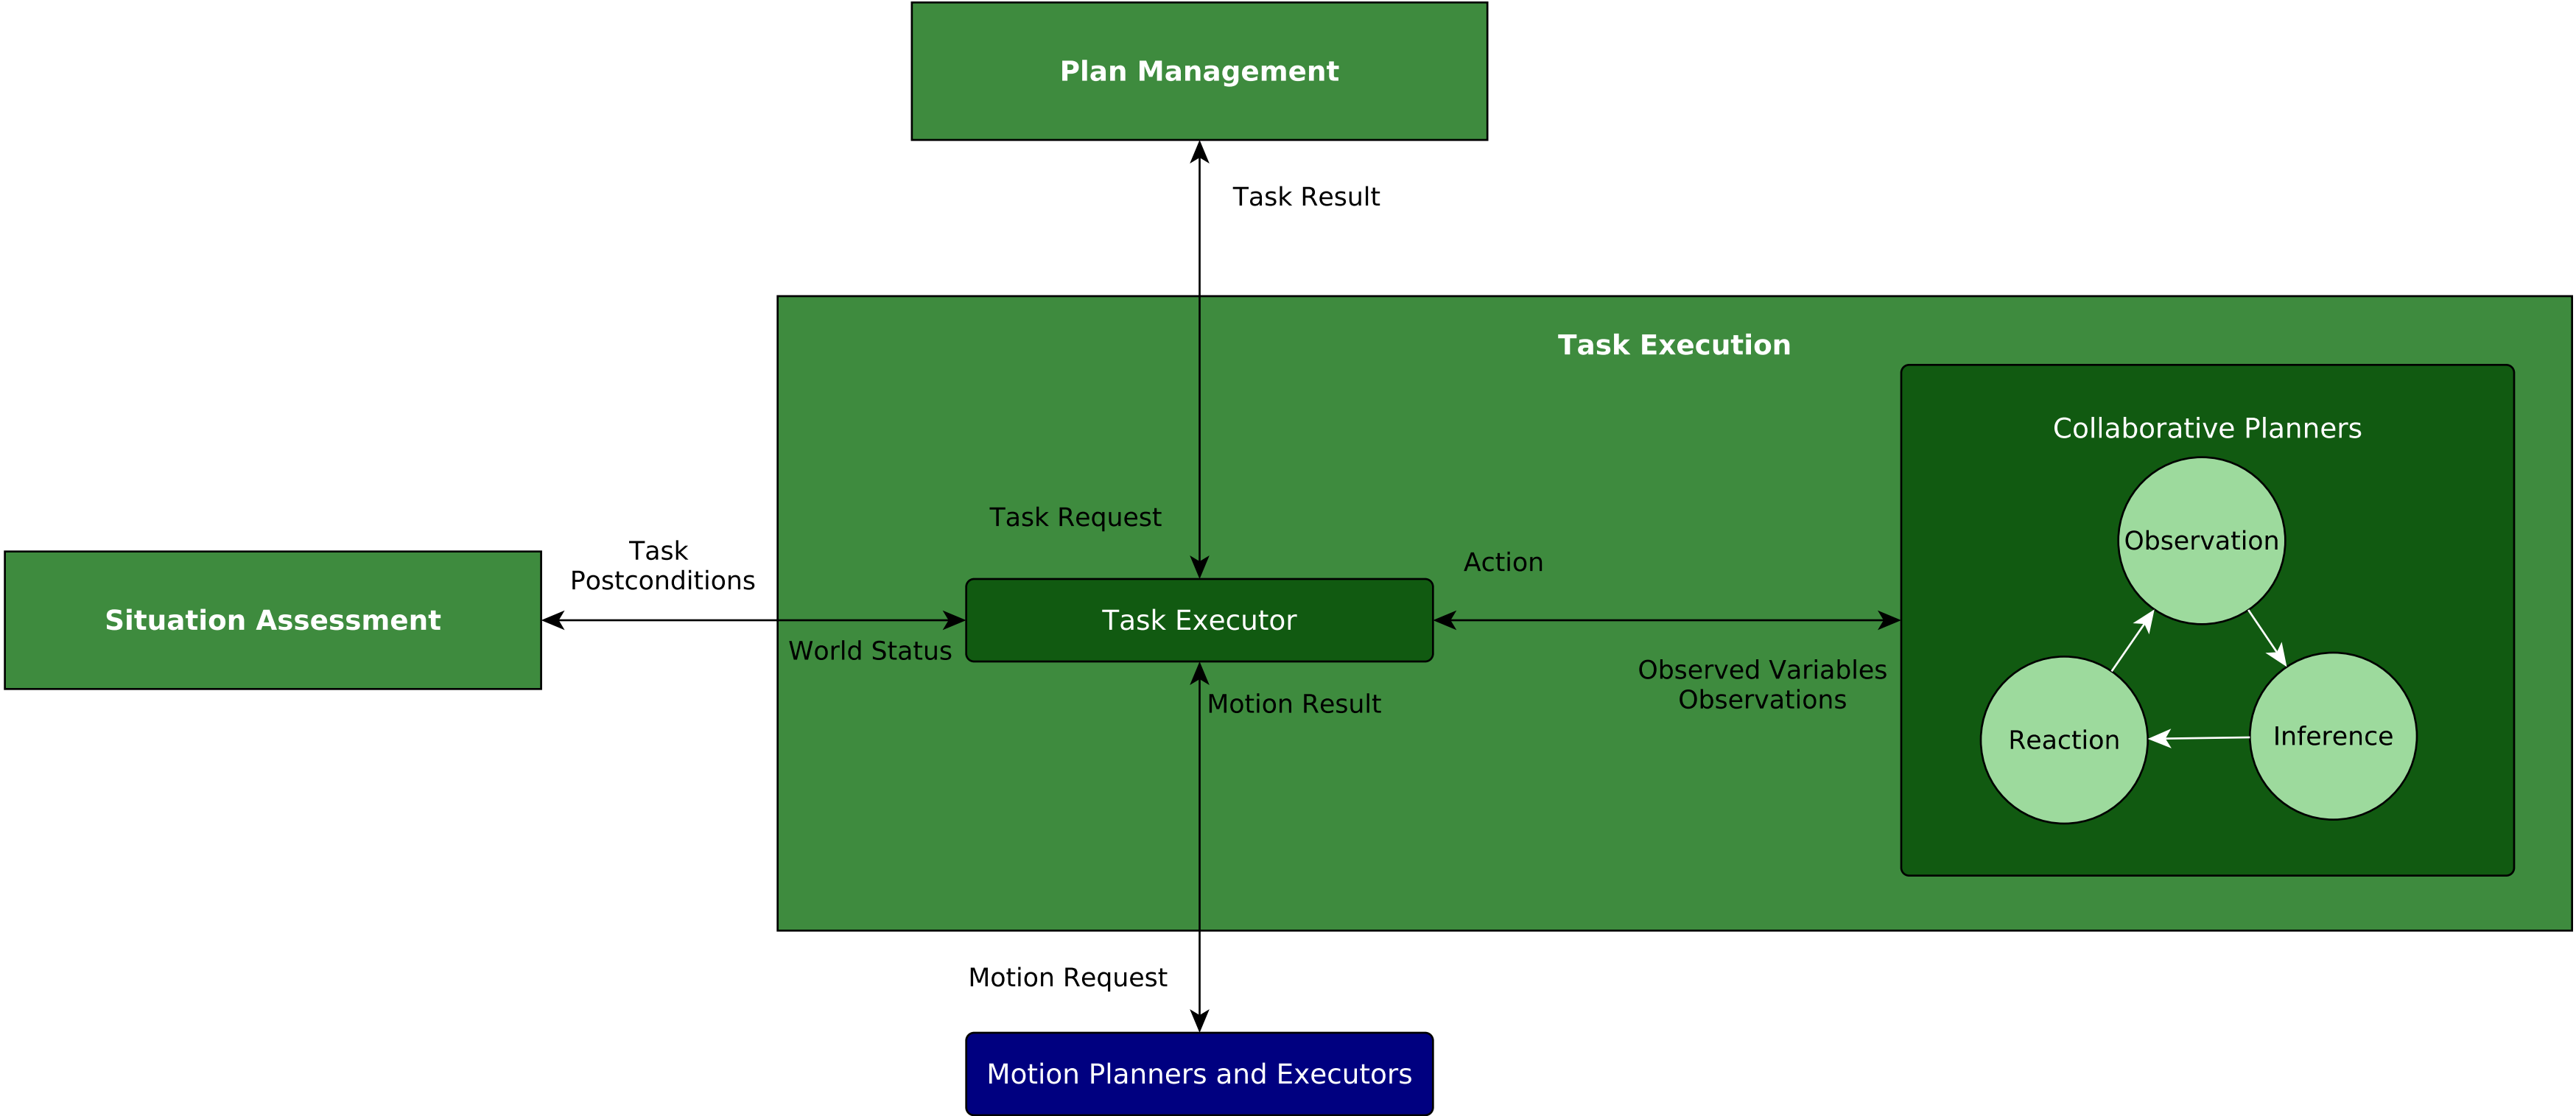 Plan Management
Task Result
Task Execution
Collaborative Planners
Task Request
Observation
Task
Postconditions
Action
Situation Assessment
Task Executor
World Status
Observed Variables
Observations
Motion Result
Reaction
Inference
Motion Request
Motion Planners and Executors